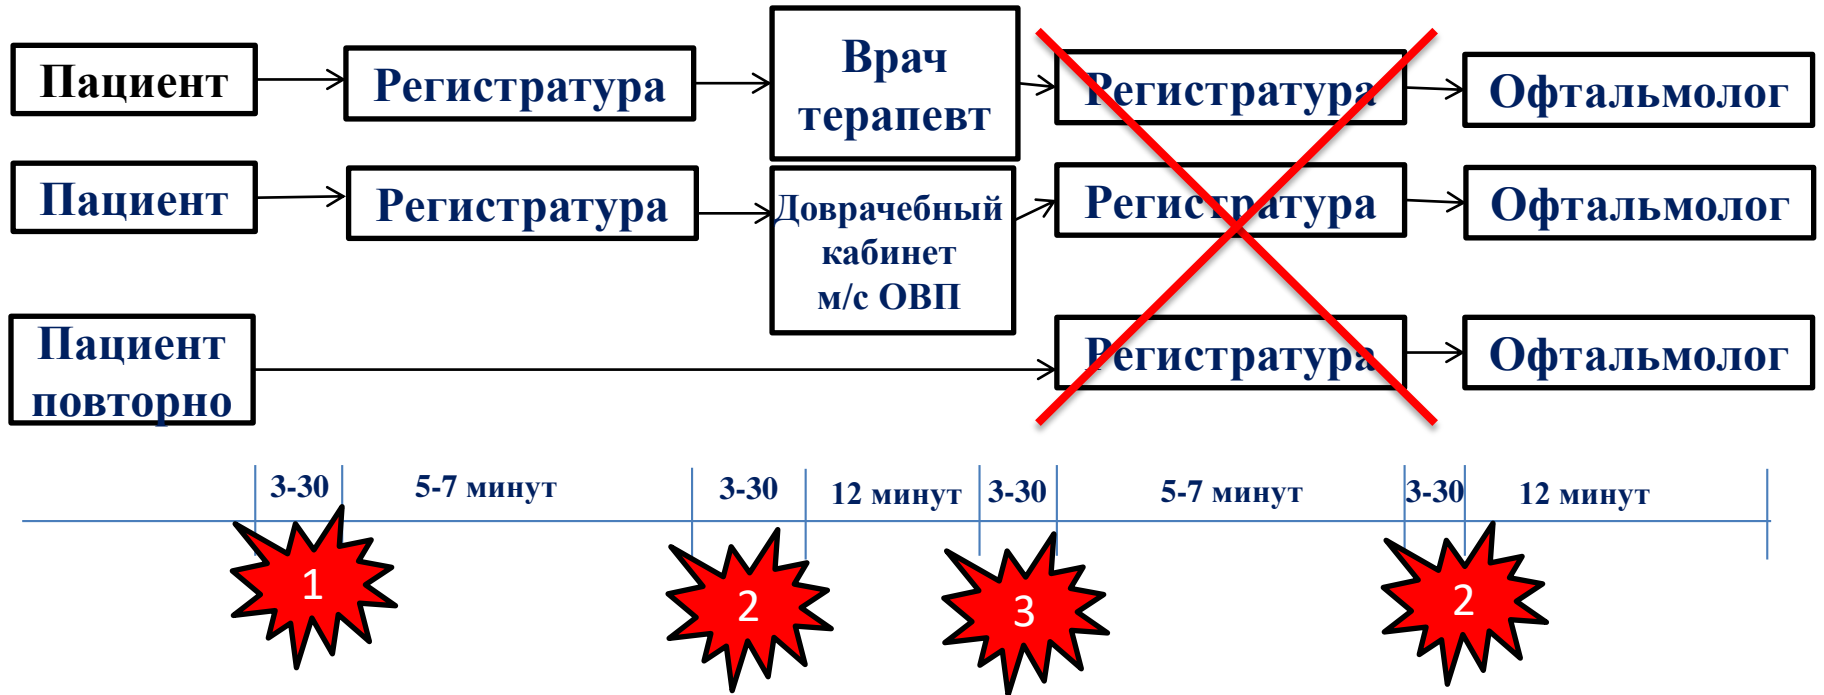 Пациент
Регистратура
Врач
терапевт
Регистратура
Офтальмолог
Пациент
Регистратура
Доврачебный
кабинет
м/с ОВП
Регистратура
Офтальмолог
Пациент
повторно
Регистратура
Офтальмолог
3-30
5-7 минут
3-30
12 минут
3-30
5-7 минут
3-30
12 минут
1
2
3
2